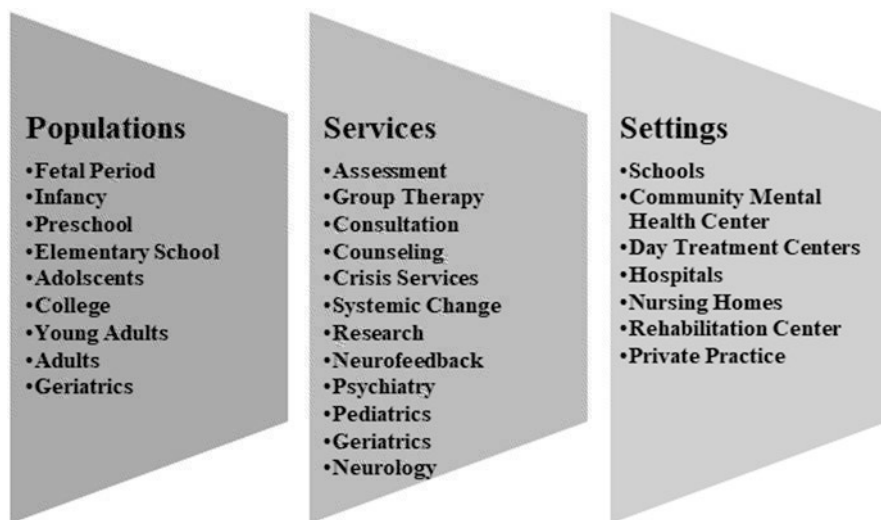 Populations
•Fetal Period
•Infancy
•Preschool
•Elementary School
•Adolscents
•College
•Young Adults
•Adults
•Geriatrics
Services
•Assessment
•Group Therapy
•Consultation
•Counseling
•Crisis Services
•Systemic Change
•Research
•Neurofeedback
•Psychiatry
•Pediatrics
•Geriatrics
•Neurology
Settings
•Schools
•Community Mental
Health Center
•Day Treatment Centers
•Hospitals
•Nursing Homes
•Rehabilitation Center
•Private Practice